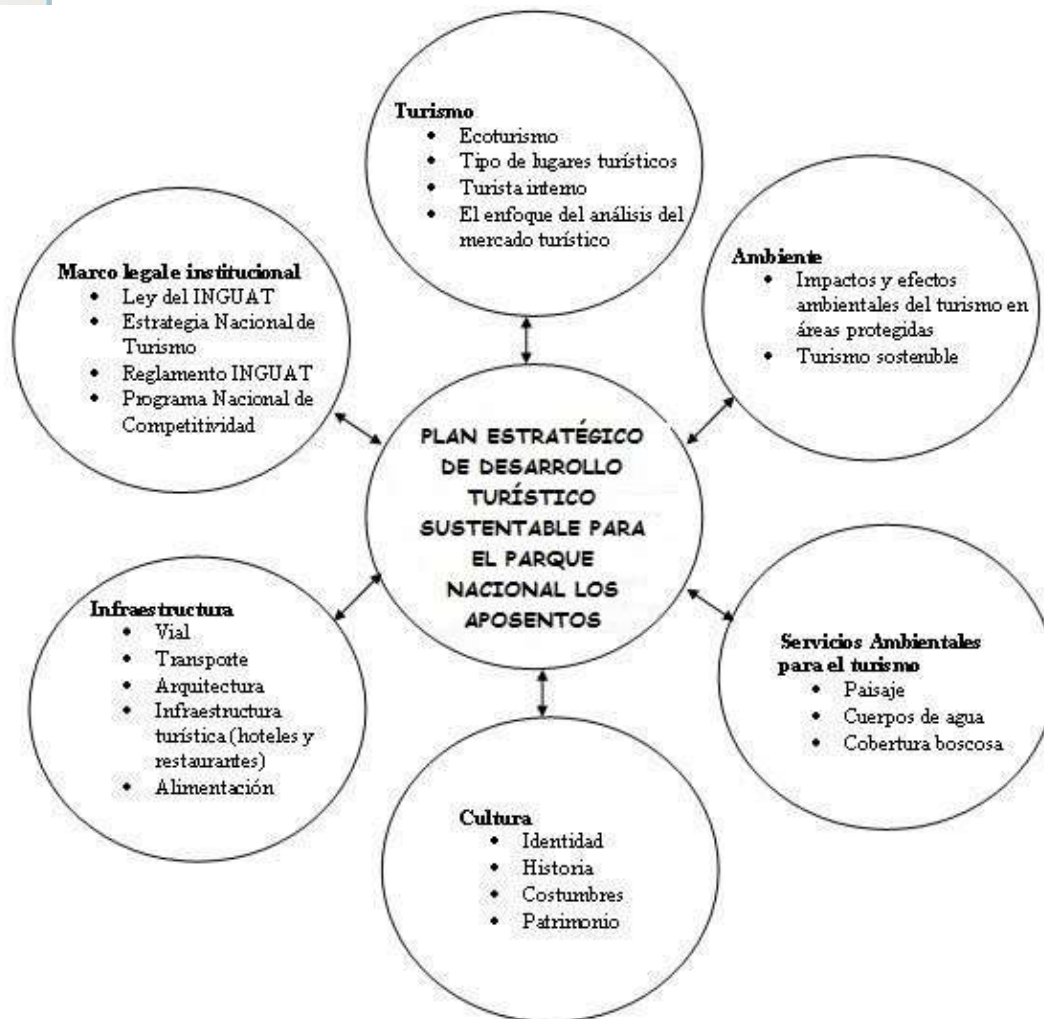 Turismo
• Ecoturismo
• Tipo de lugares turísticos
• Turista interno
• El enfoque del análisis del
mercado turístico
Ambiente
• Impactos y efectos
ambientales del turismo en
áreas protegidas
• Turismo sostenible
Marco legal e institucional
• Ley del INGUAT
• Estrategia Nacional de
Turismo
• Reglamento INGUAT
• Programa Nacional de
Competitividad
PLAN ESTRATÉGICO
DE DESARROLLO
TURÍSTICO
SUSTENTABLE PARA
EL PARQUE
NACIONAL LOS
APOSENTOS
Infraestructura
• Vial
• Transporte
• Arquitectura
• Infraestructura
turística (hoteles y
restaurantes)
• Alimentación
Servicios Ambientales
para el turismo
• Paisaje
• Cuerpos de agua
• Cobertura boscosa
Cultura
• Identidad
• Historia
• Costumbres
• Patrimonio